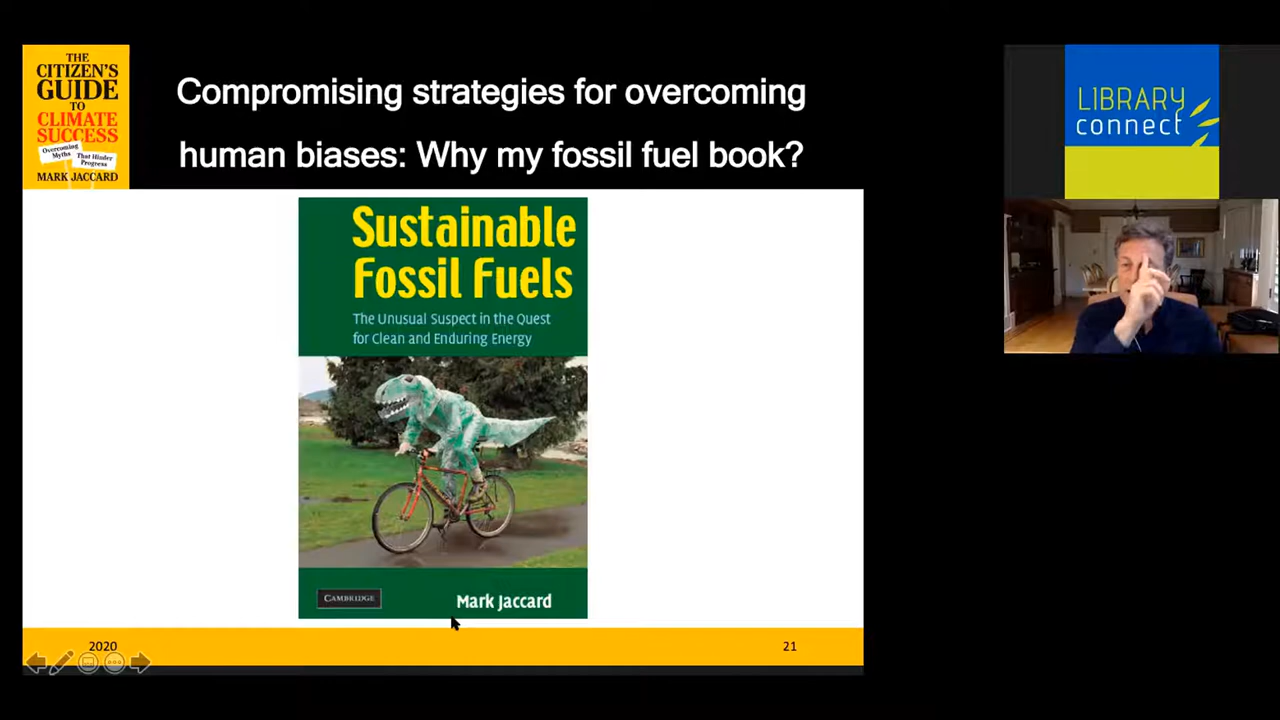 THE
CITIZEN'S
GUIDE
TO
CLIMATE
SUCCESS
Overcoming
Myths
That Hinder
Progress
MARK JACCARD
Compromising strategies for overcoming
human biases: Why my fossil fuel book?
Sustainable
Fossil Fuels
The Unusual Suspect in the Quest
for Clean and Enduring Energy
CAMBRIDGE
Mark Jaccard
2020
21
LIBRARY
connect